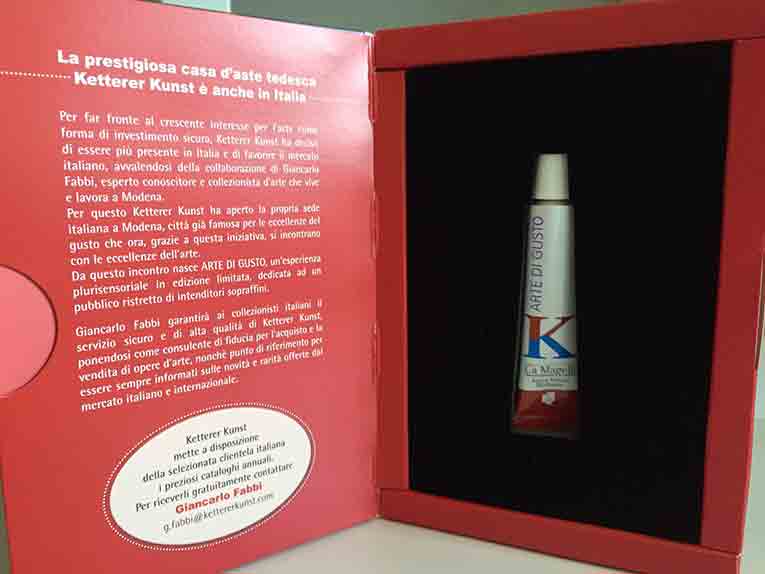 La prestigiosa casa d'aste tedesca
Ketterer Kunst è anche in Italia
Per far fronte al crescente interesse per l'arte come
forma di investimento sicura, Ketterer Kunst ha deciso
di essere più presente in Italia e di favorire il mercato
italiano, avvalendosi della collaborazione di Giancarlo
Fabbi, esperto conoscitore e collezionista d'arte che vive
e lavora a Modena.
Per questo Ketterer Kunst ha aperto la propria sede
italiana a Modena, città già famosa per le eccellenze del
gusto che ora, grazie a questa iniziativa, si incontrano
con le eccellenze dell'arte.
Da questo incontro nasce ARTE DI GUSTO, un'esperienza
plurisensoriale in edizione limitata, dedicata ad un
pubblico ristretto di intenditori sopraffini.
Giancarlo Fabbi garantirà ai collezionisti italiani il
servizio sicuro e di alta qualità di Ketterer Kunst,
ponendosi come consulente di fiducia per l'acquisto e la
vendita di opere d'arte, nonchè punto di riferimento per
essere sempre informati sulle novità e rarità offerte dal
mercato italiano e internazionale.
Ketterer Kunst
mette a disposizione
della selezionata clientela italiana
i preziosi cataloghi annuali.
Per riceverli gratuitamente contattare
Giancarlo Fabbi
g.fabbi@kettererkunst.com
ARTE DI GUSTO
K